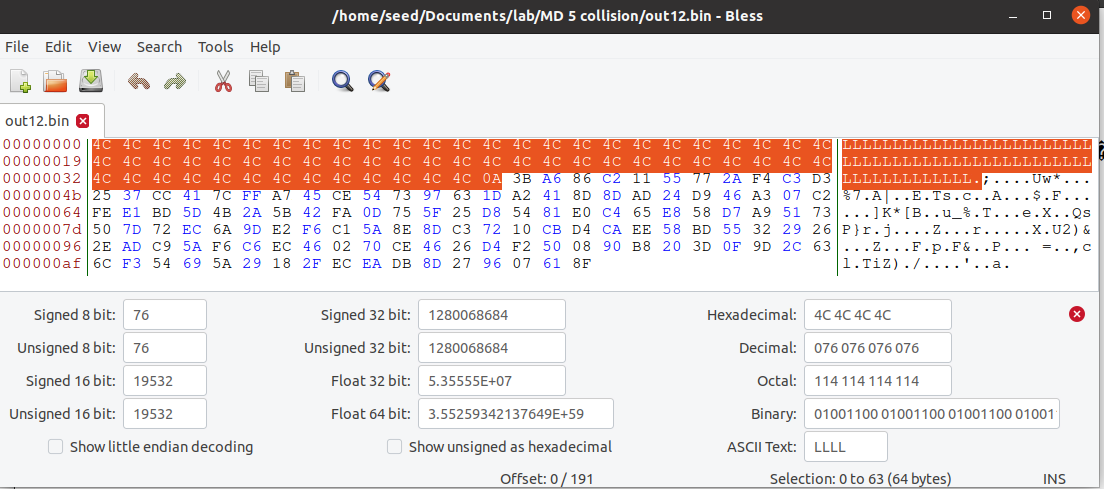 /home/seed/Documents/lab/MD 5 collision/out12.bin - Bless
File Edit View Search Tools Help
out12.bin
00000000 4C 4C 4C 4C 4C 4C 4C 4C 4C 4C 4C 4C 4C 4C 4C 4C 4C 4C 4C 4C 4C 4C 4C 4C 4C LLLLLLLLLLLLLLLLLLLLLLLLL
00000019 4C 4C 4C 4C 4C 4C 4C 4C 4C 4C 4C 4C 4C 4C 4C 4C 4C 4C 4C 4C 4C 4C 4C 4C 4C LLLLLLLLLLLLLLLLLLLLLLLLL
00000032 4C 4C 4C 4C 4C 4C 4C 4C 4C 4C 4C 4C 4C 0A 3B A6 86 C2 11 55 77 2A F4 C3 D3 LLLLLLLLLLLLL.;....Uw*...
0000004b 25 37 CC 41 7C FF A7 45 CE 54 73 97 63 1D A2 41 8D 8D AD 24 D9 46 A3 07 C2 %7.A|..E.Ts.c..A...$.F...
00000064 FE E1 BD 5D 4B 2A 5B 42 FA 0D 75 5F 25 D8 54 81 E0 C4 65 E8 58 D7 A9 51 73 ...]K*[B..u_%.T...e.X..Qs
0000007d 50 7D 72 EC 6A 9D E2 F6 C1 5A 8E 8D C3 72 10 CB D4 CA EE 58 BD 55 32 29 26 P}r.j....Z...r.....X.U2)&
00000096 2E AD C9 5A F6 C6 EC 46 02 70 CE 46 26 D4 F2 50 08 90 B8 20 3D 0F 9D 2C 63 ...Z...F.p.F&..P... =..,c
000000af 6C F3 54 69 5A 29 18 2F EC EA DB 8D 27 96 07 61 8F l.TiZ)./....'..a.
Signed 8 bit: 76 Signed 32 bit: 1280068684 Hexadecimal: 4C 4C 4C 4C
Unsigned 8 bit: 76 Unsigned 32 bit: 1280068684 Decimal: 076 076 076 076
Signed 16 bit: 19532 Float 32 bit: 5.35555E+07 Octal: 114 114 114 114
Unsigned 16 bit: 19532 Float 64 bit: 3.55259342137649E+59 Binary: 01001100 01001100 01001100 01001
Show little endian decoding Show unsigned as hexadecimal ASCII Text: LLLL
Offset: 0 / 191 Selection: 0 to 63 (64 bytes) INS